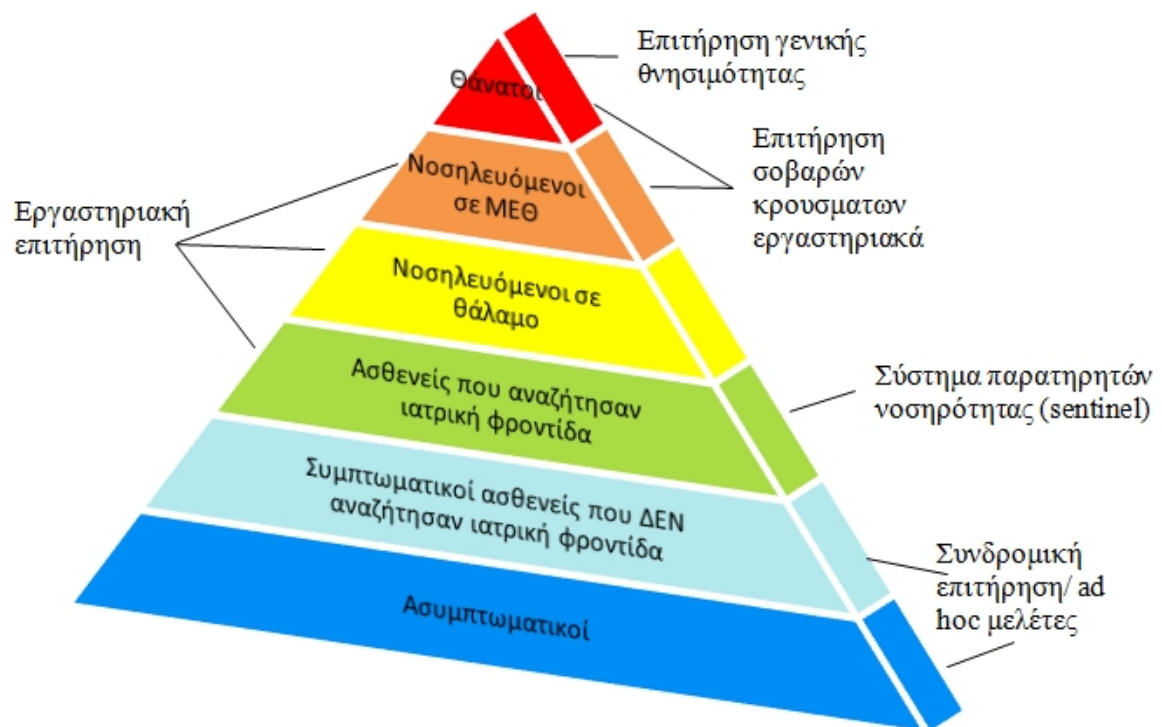 Επιτήρηση γενικής
θνησιμότητας
Θάνατοι
Επιτήρηση
σοβαρών
κρουσματων
εργαστηριακά
Νοσηλευόμενοι
σε ΜΕΘ
Εργαστηριακή
επιτήρηση
Νοσηλευόμενοι σε
θάλαμο
Ασθενείς που αναζήτησαν
ιατρική φροντίδα
Σύστημα παρατηρητών
νοσηρότητας (sentinel)
Συμπτωματικοί ασθενείς που ΔΕΝ
αναζήτησαν ιατρική φροντίδα
Συνδρομική
επιτήρηση/ ad
hoc μελέτες
Ασυμπτωματικοί